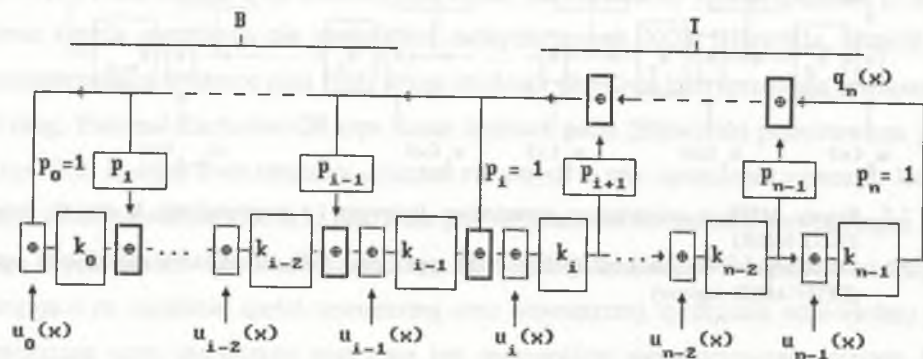 B
I
q_n(x)
p_0=1
p_i
p_{i-1}
p_i=1
p_{i+1}
p_{n-1}
p_n=1
⊕ k_0 ⊕ ... ⊕ k_{i-2} ⊕ ⊕ k_{i-1} ⊕ ⊕ k_i ... ⊕ k_{n-2} ⊕ k_{n-1}
u_0(x)
u_{i-2}(x)
u_{i-1}(x)
u_i(x)
u_{n-2}(x)
u_{n-1}(x)